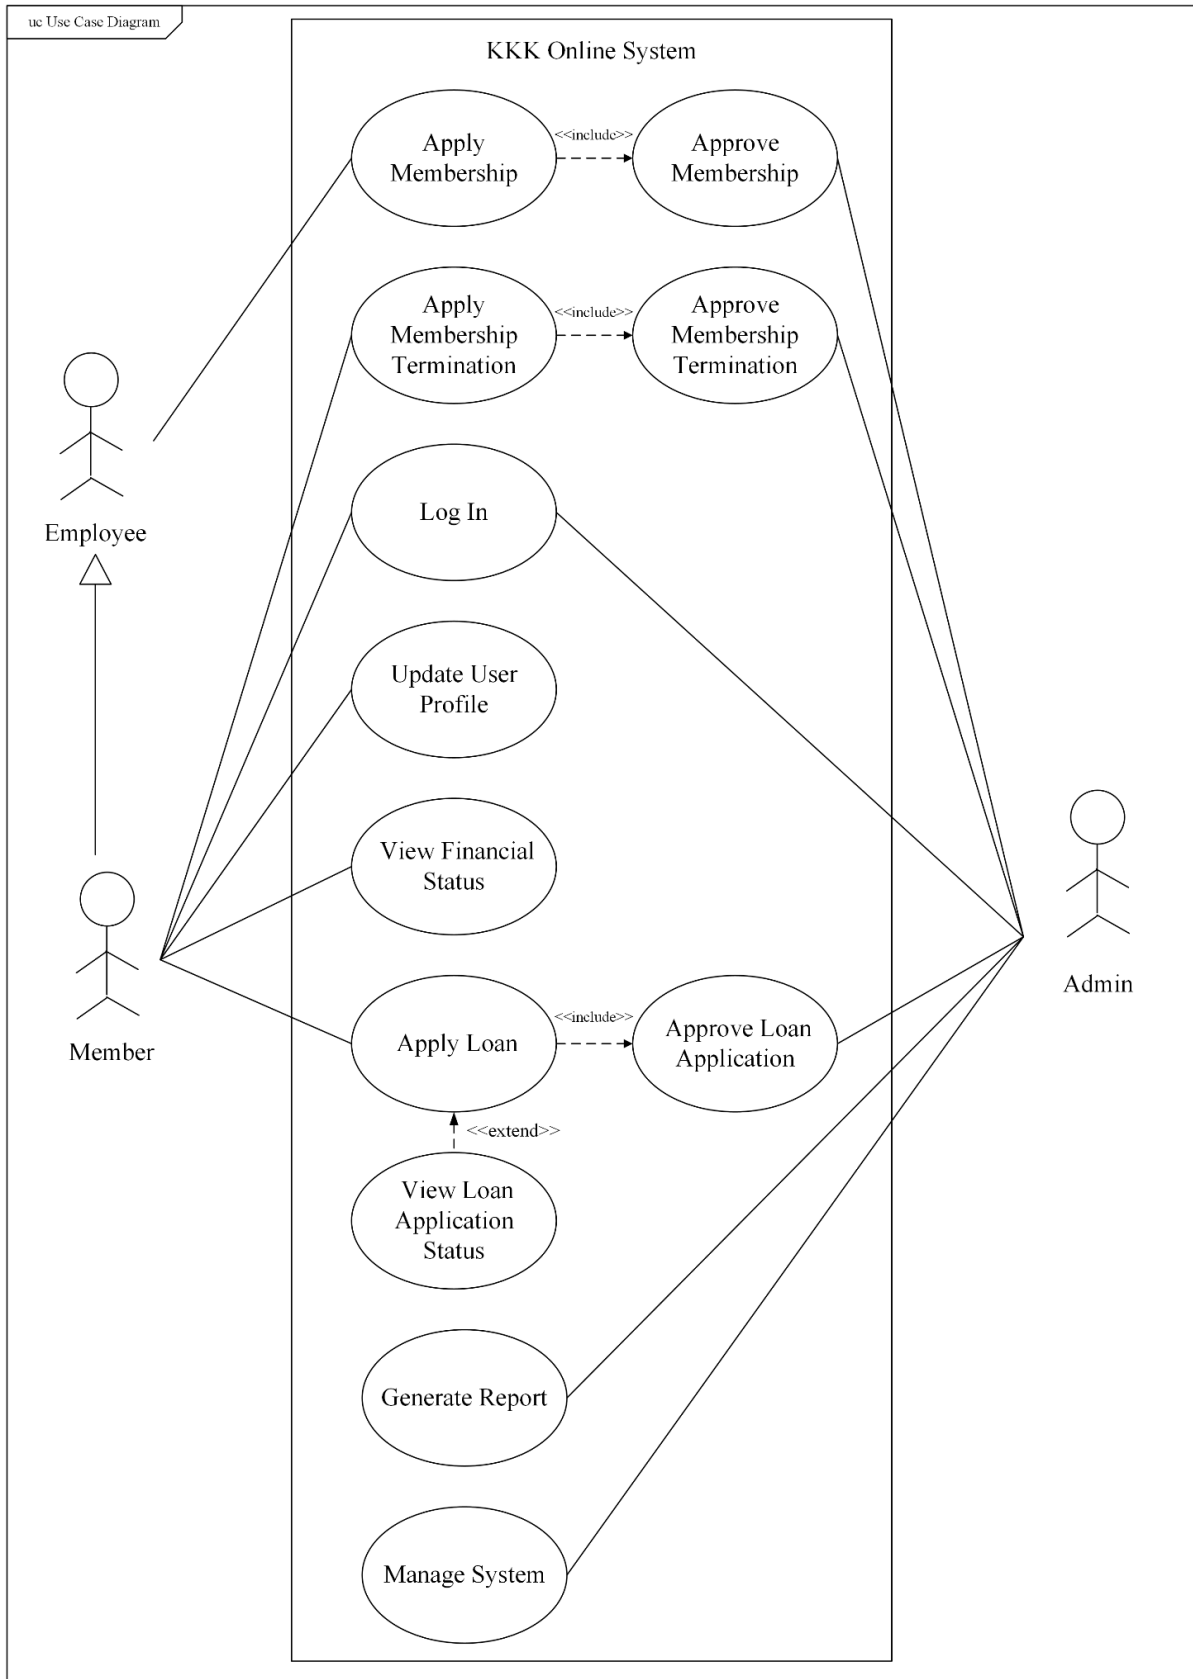 uc Use Case Diagram
KKK Online System
Apply
Membership
<<include>>
Approve
Membership
Apply
Membership
Termination
<<include>>
Approve
Membership
Termination
Employee
Log In
Update User
Profile
View Financial
Status
Member
Admin
Apply Loan
<<include>>
Approve Loan
Application
<<extend>>
View Loan
Application
Status
Generate Report
Manage System